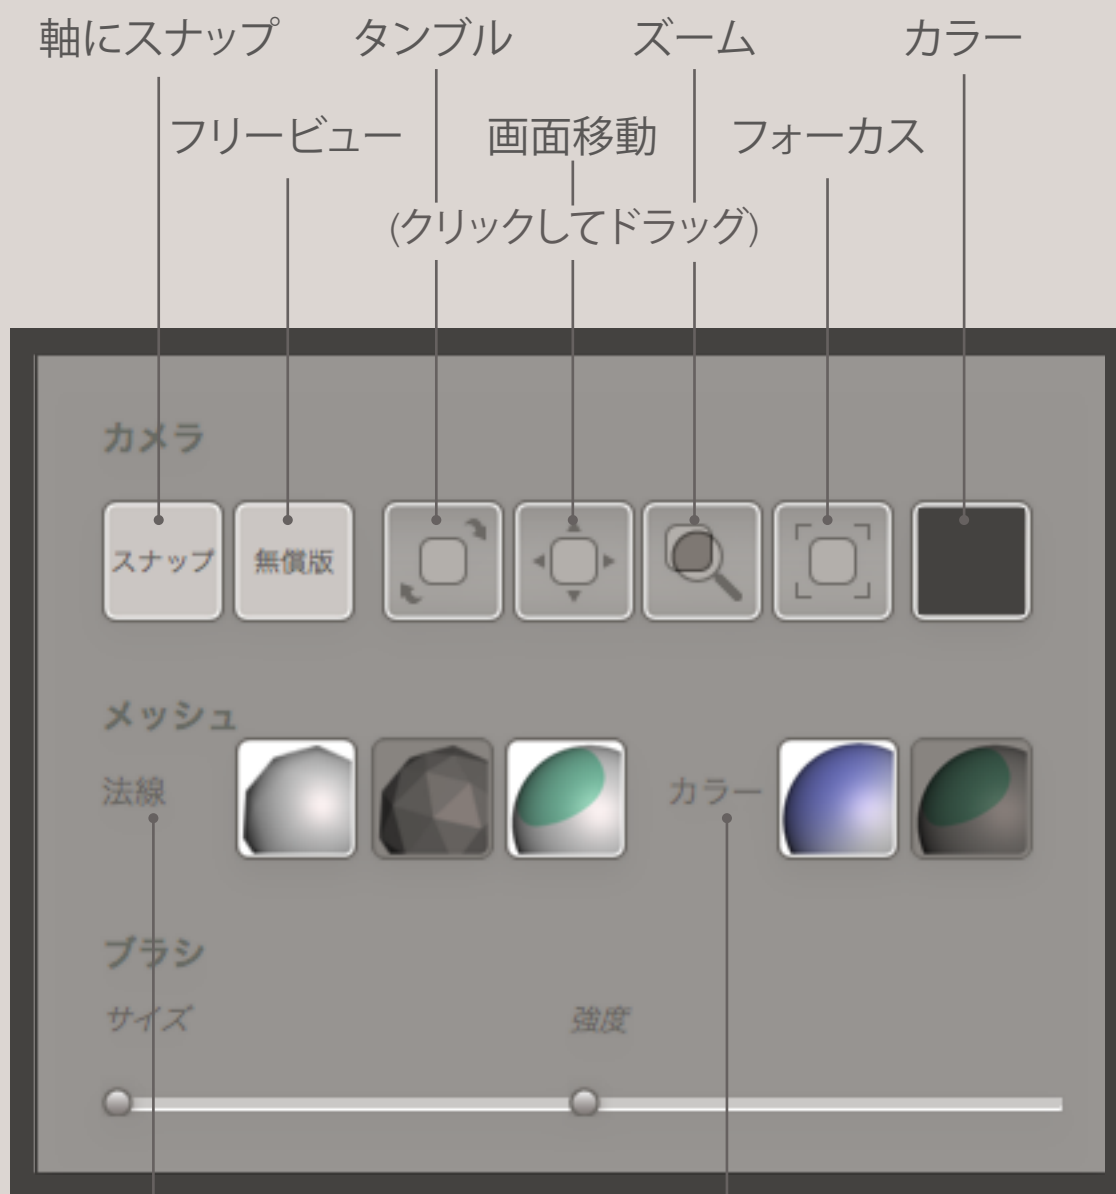 軸にスナップ タンブル ズーム カラー
フリービュー 画面移動 フォーカス
(クリックしてドラッグ)
カメラ
スナップ 無償版
メッシュ
法線 カラー
ブラシ
サイズ 強度